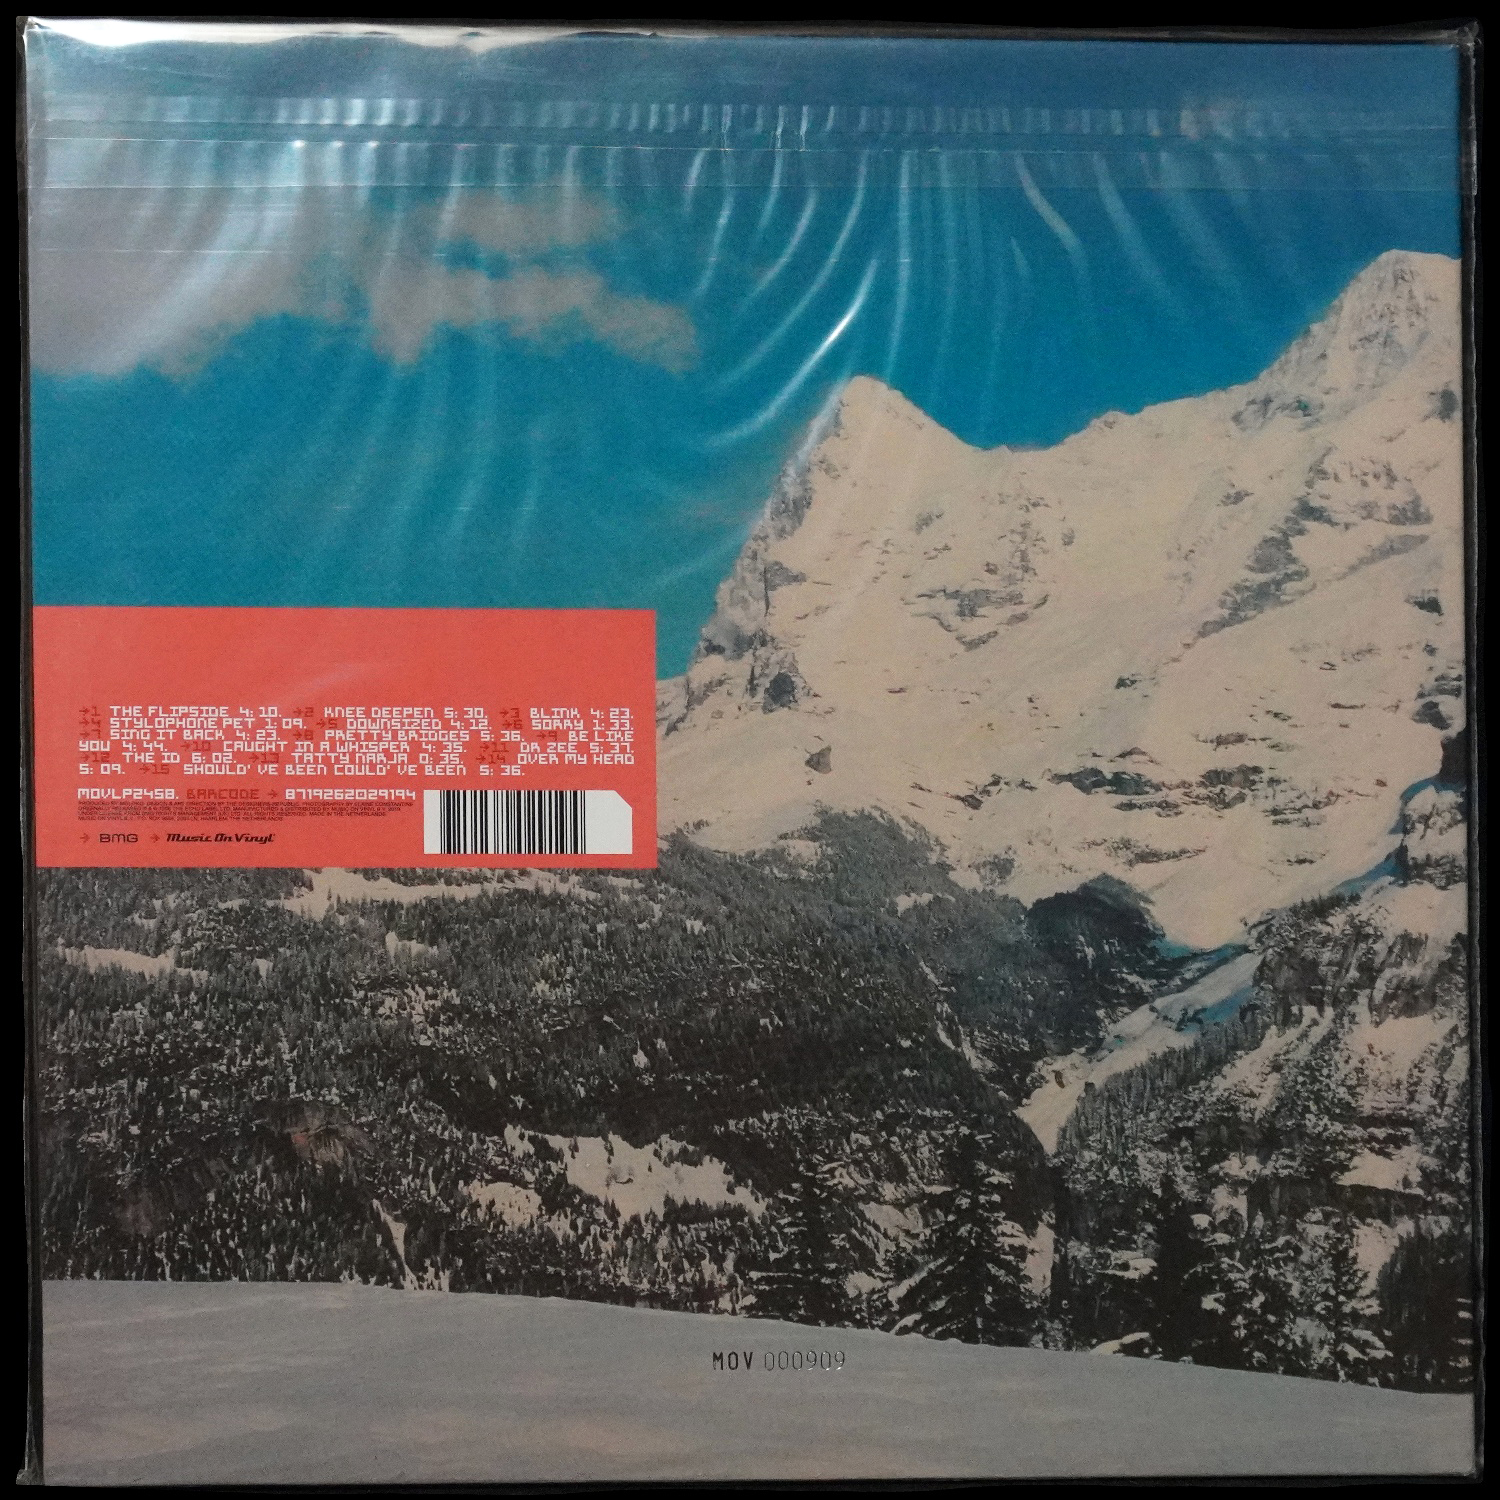 →1 THE FLIPSIDE 4:10. →2 KNEE DEEPEN 5:30. →3 BLINK 4:23.
→4 STYLOPHONE PET 1:09. →5 DOWNSIZED 4:12. →6 SORRY 1:33.
→7 SING IT BACK 4:23. →8 PRETTY BRIDGES 5:36. →9 BE LIKE
YOU 4:44. →10 CAUGHT IN A WHISPER 4:35. →11 DR ZEE 5:37.
→12 THE ID 6:02. →13 TATTY NARJA 0:35. →14 OVER MY HEAD
5:09. →15 SHOULD'VE BEEN COULD'VE BEEN 5:36.
MOVLP2458. BARCODE → 8719262029194
→ BMG → Music On Vinyl
MOV 000909